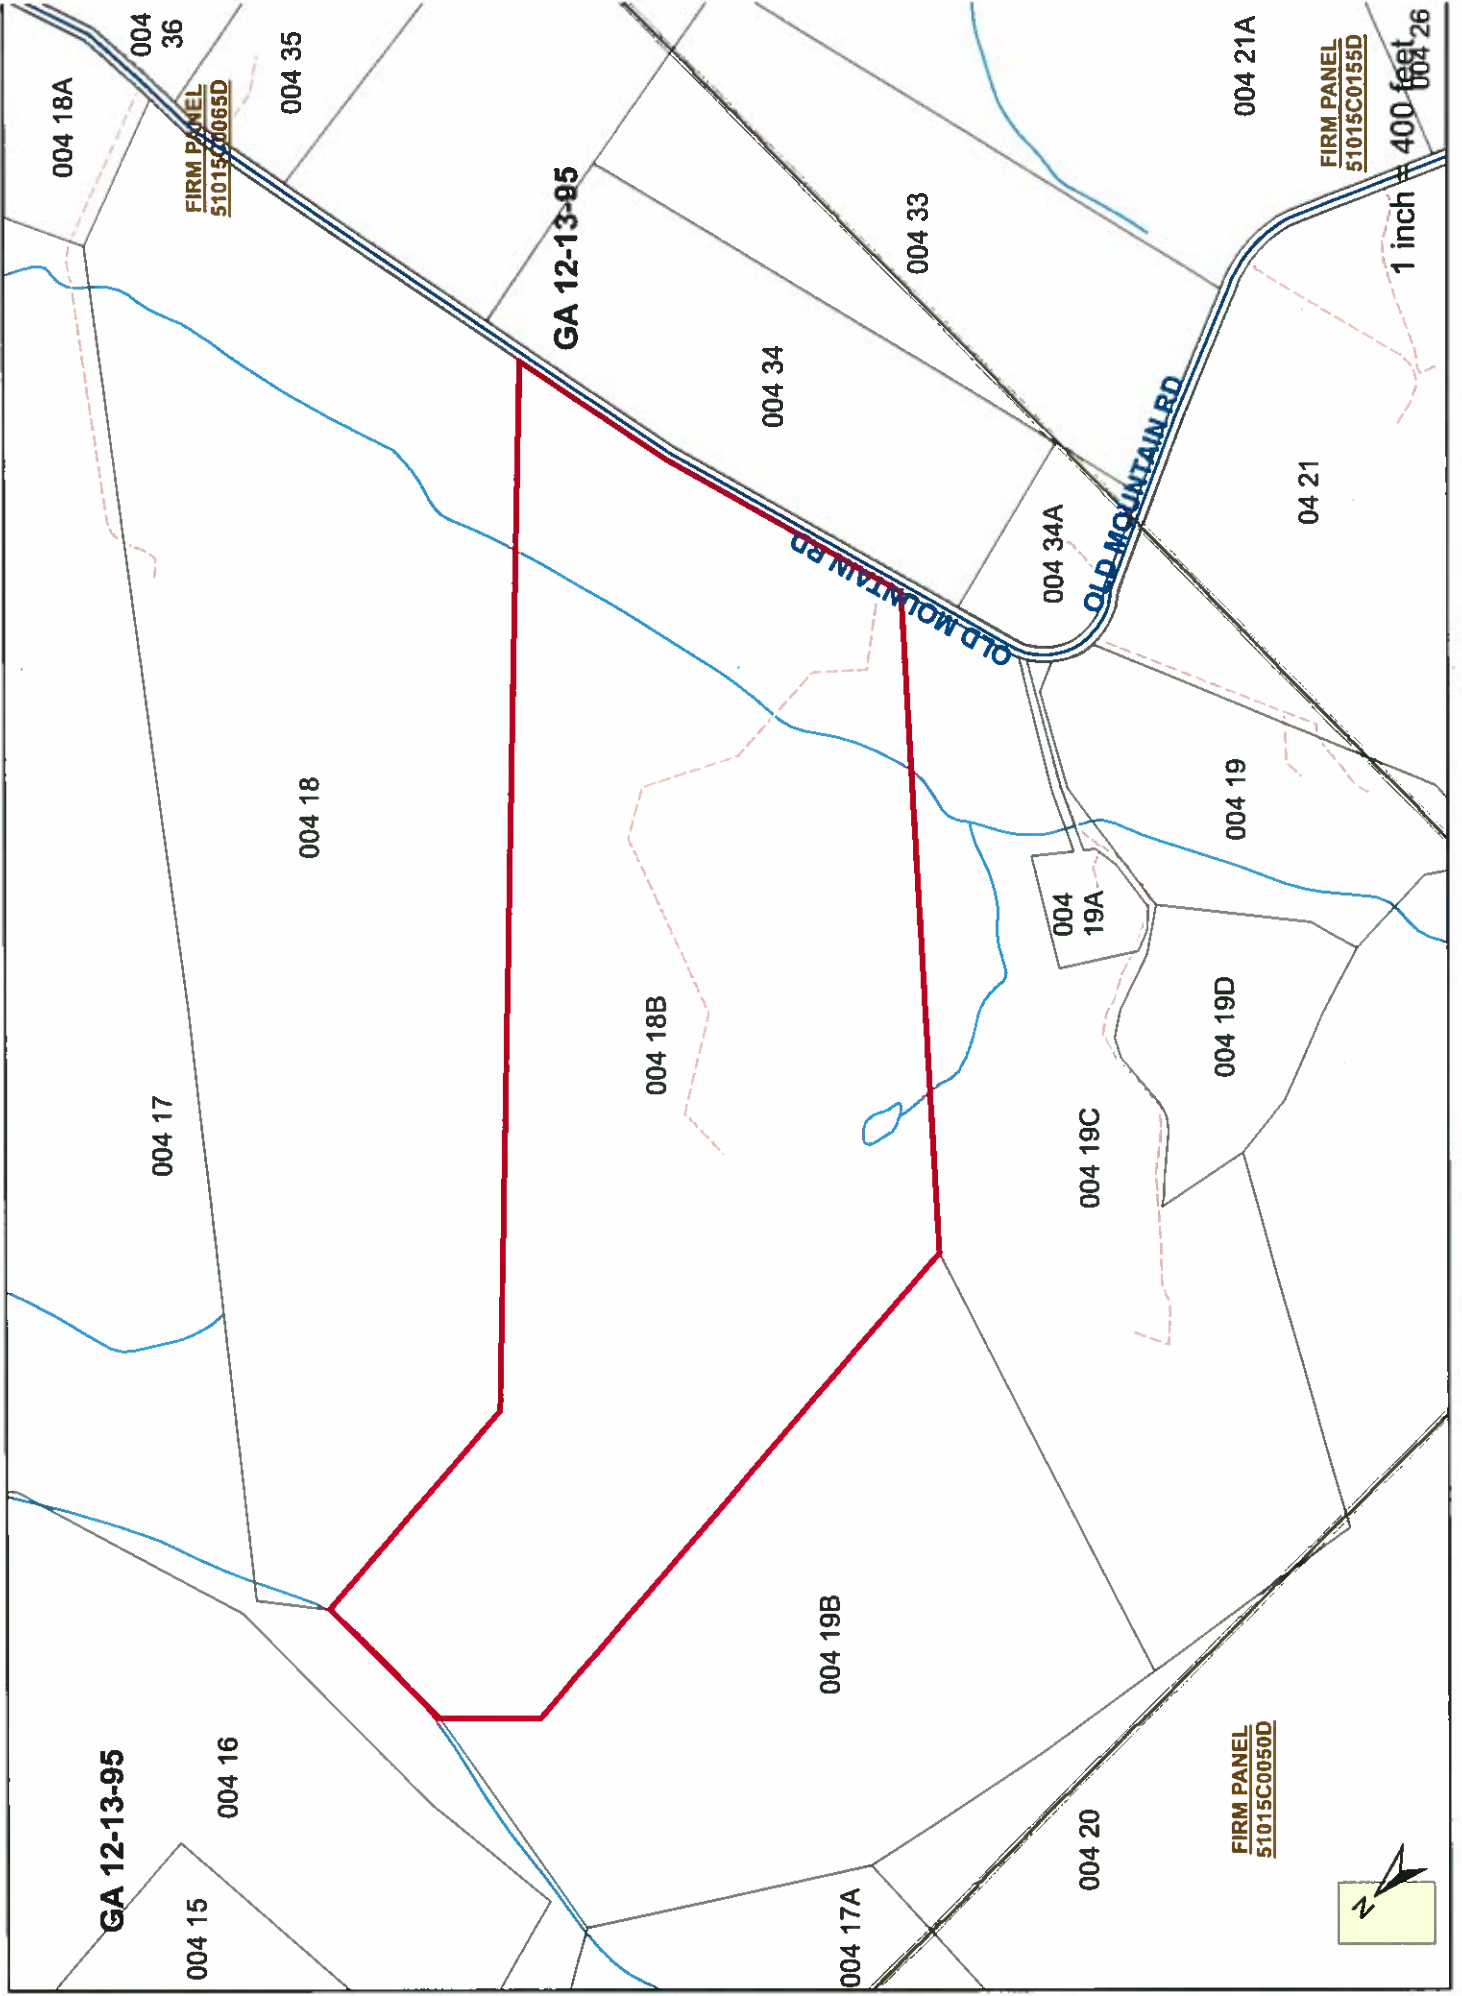 004 18A
004
36
004 35
FIRM PANEL
51015C0065D
GA 12-13-95
004 33
004 21A
FIRM PANEL
51015C0155D
1 inch = 400 feet
004 26
004 34
OLD MOUNTAIN RD
OLD MOUNTAIN RD
004 34A
04 21
004 18
004 18B
004 19
004
19A
004 19D
004 19C
004 17
004 19B
GA 12-13-95
004 16
004 15
004 17A
004 20
FIRM PANEL
51015C0050D
N